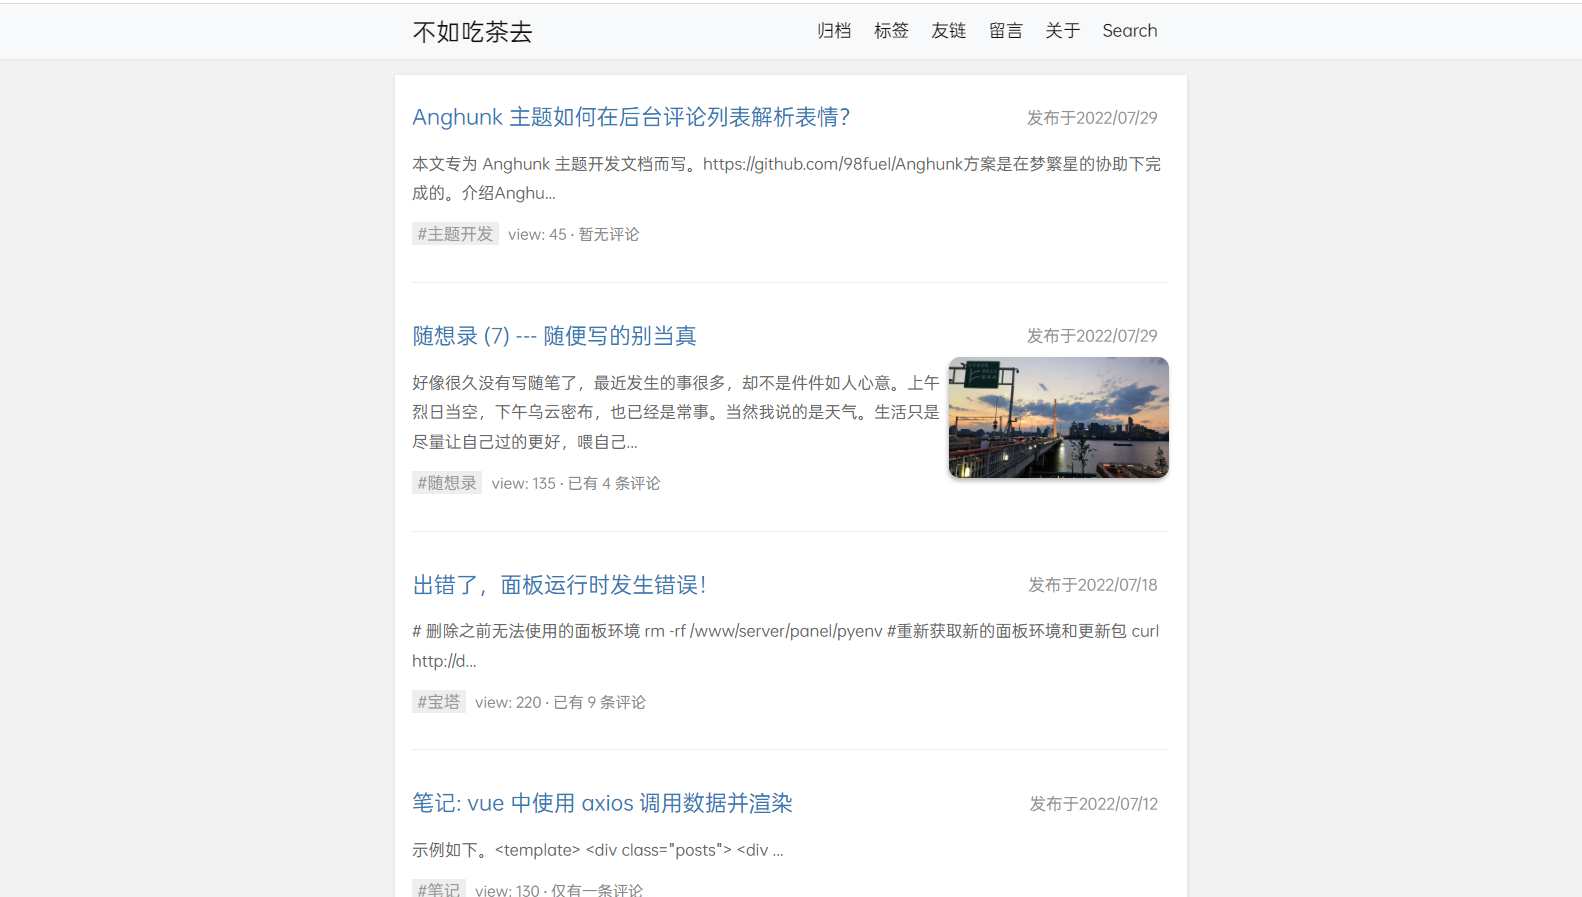 不如吃茶去
归档 标签 友链 留言 关于 Search
Anghunk 主题如何在后台评论列表解析表情？
发布于2022/07/29
本文专为 Anghunk 主题开发文档而写。https://github.com/98fuel/Anghunk方案是在梦繁星的协助下完
成的。介绍Anghu...
#主题开发 view: 45 · 暂无评论
随想录 (7) --- 随便写的别当真
发布于2022/07/29
好像很久没有写随笔了，最近发生的事很多，却不是件件如人心意。上午
烈日当空，下午乌云密布，也已经是常事。当然我说的是天气。生活只是
尽量让自己过的更好，喂自己...
#随想录 view: 135 · 已有 4 条评论
出错了，面板运行时发生错误！
发布于2022/07/18
# 删除之前无法使用的面板环境 rm -rf /www/server/panel/pyenv #重新获取新的面板环境和更新包 curl
http://d...
#宝塔 view: 220 · 已有 9 条评论
笔记: vue 中使用 axios 调用数据并渲染
发布于2022/07/12
示例如下。<template> <div class="posts"> <div ...
#笔记 view: 130 · 仅有一条评论